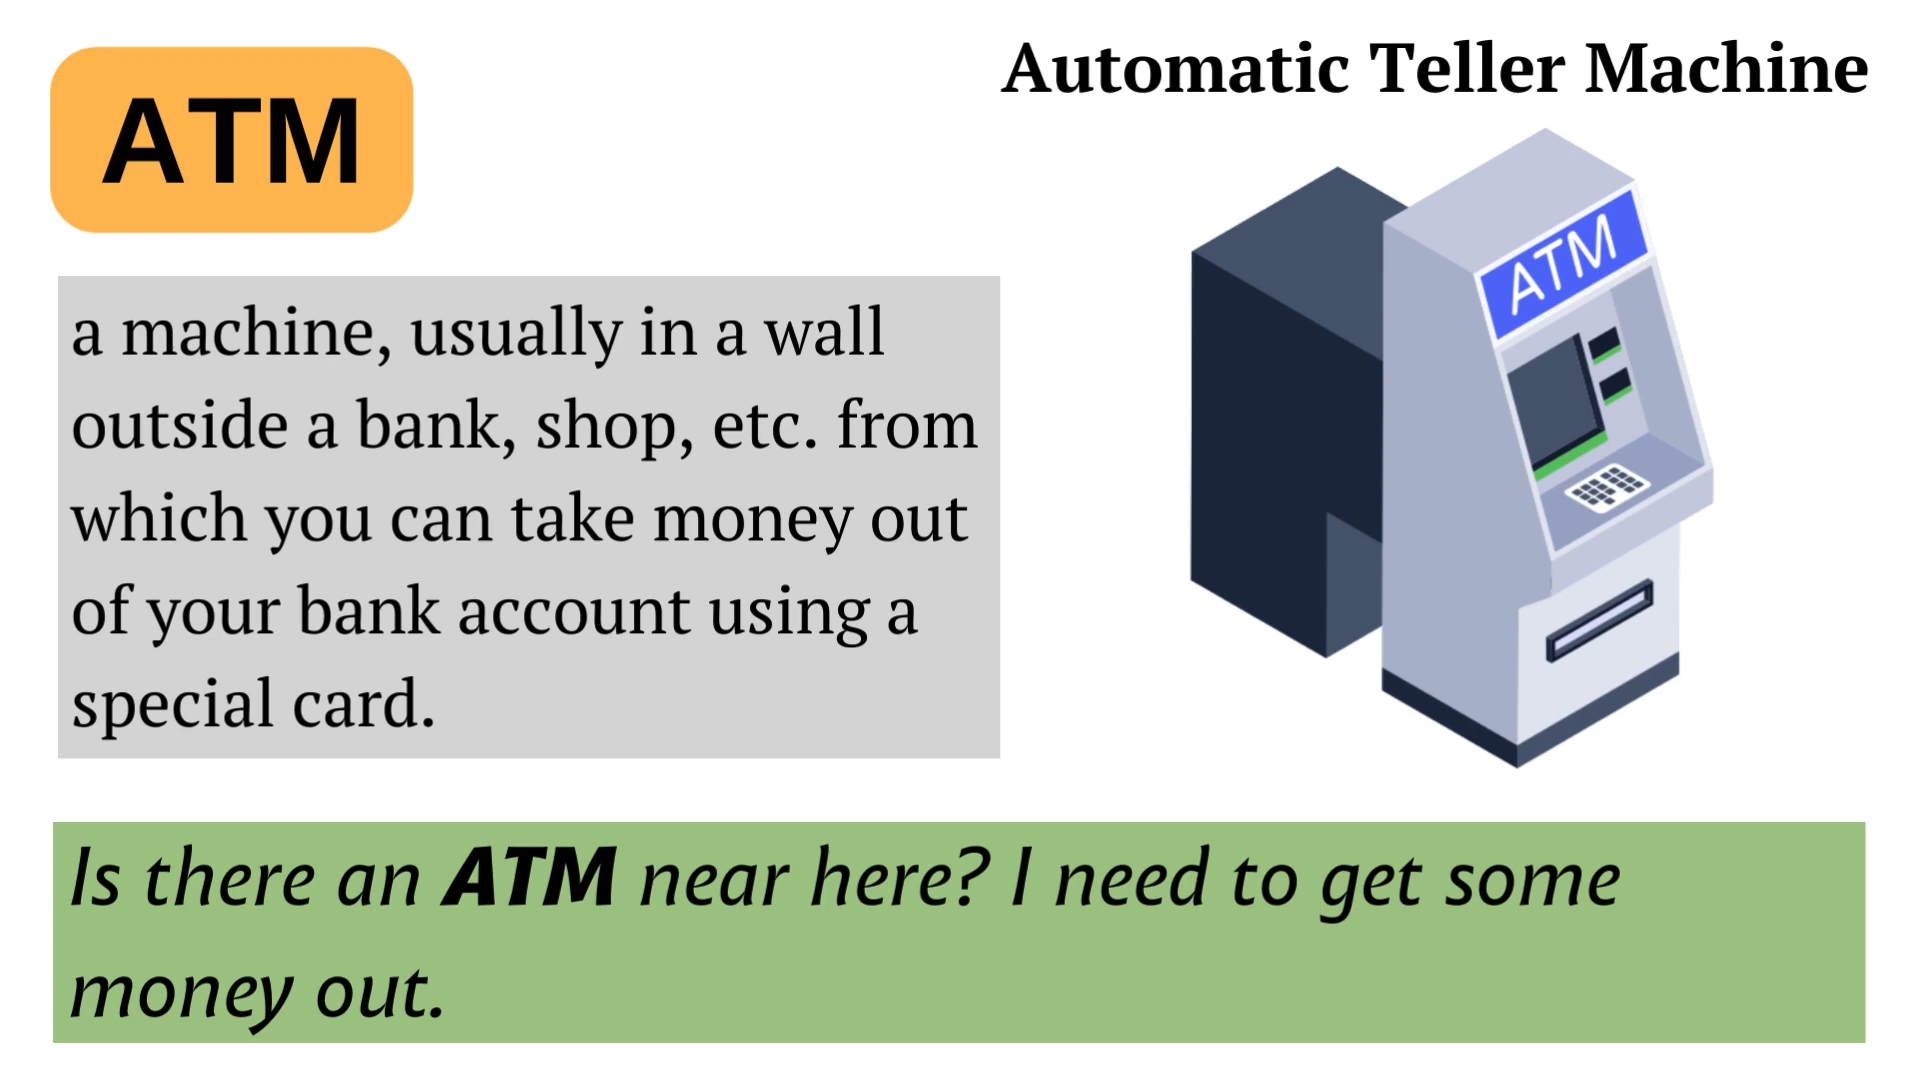 ATM
Automatic Teller Machine
ATM
a machine, usually in a wall
outside a bank, shop, etc. from
which you can take money out
of your bank account using a
special card.
Is there an ATM near here? I need to get some
money out.